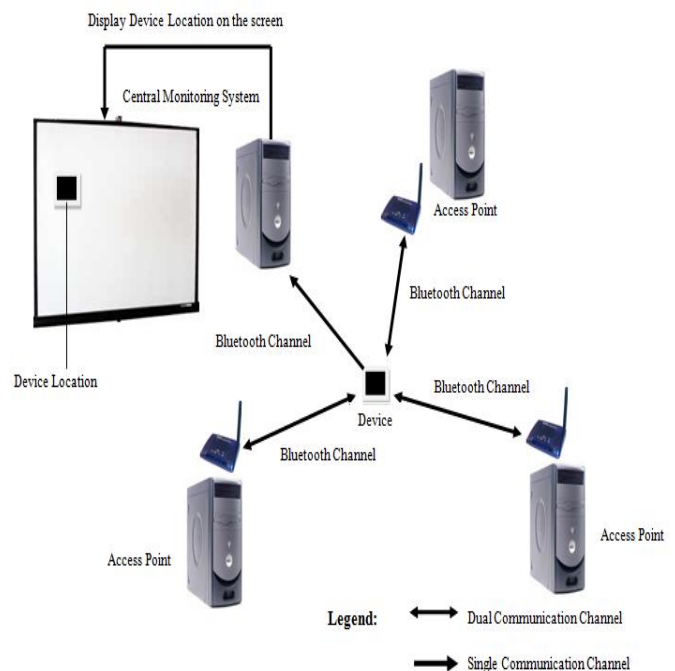 Display Device Location on the screen
Central Monitoring System
Access Point
Bluetooth Channel
Bluetooth Channel
Device Location
Bluetooth Channel
Device
Bluetooth Channel
Access Point
Access Point
Legend:
Dual Communication Channel
Single Communication Channel